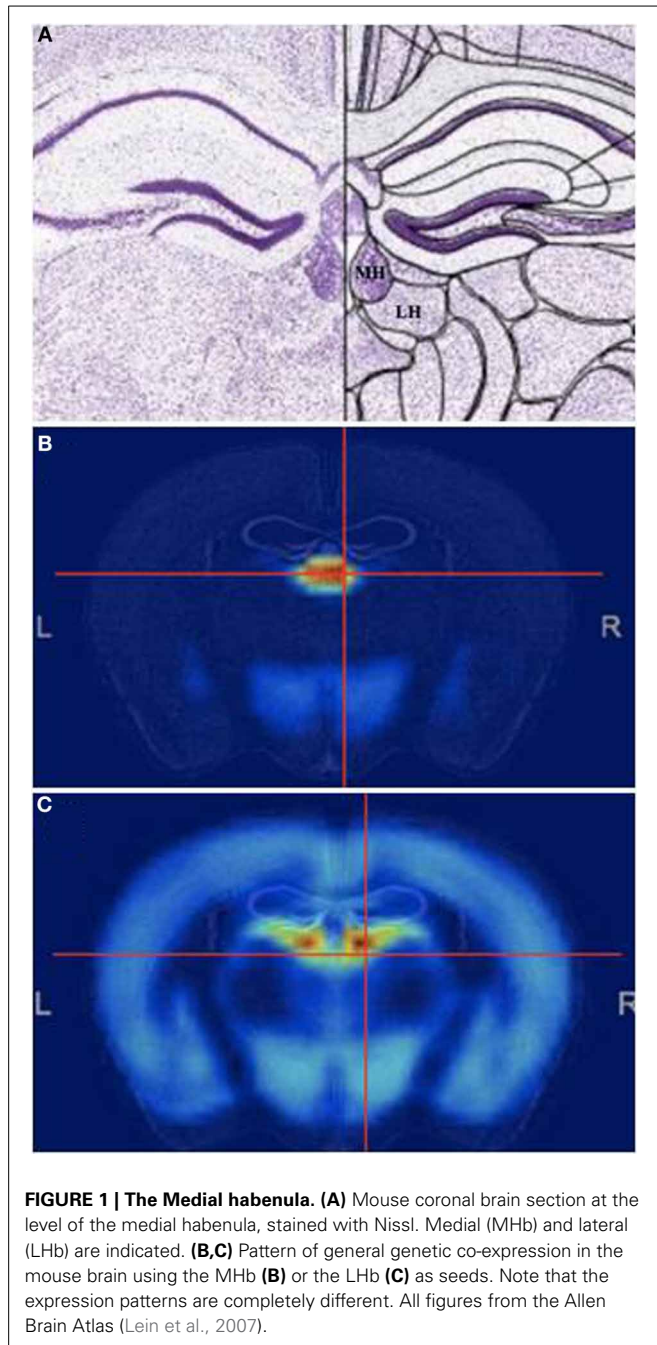 A
MH
LH
B
L
R
C
L
R
FIGURE 1 | The Medial habenula. (A) Mouse coronal brain section at the
level of the medial habenula, stained with Nissl. Medial (MHb) and lateral
(LHb) are indicated. (B,C) Pattern of general genetic co-expression in the
mouse brain using the MHb (B) or the LHb (C) as seeds. Note that the
expression patterns are completely different. All figures from the Allen
Brain Atlas (Lein et al., 2007).